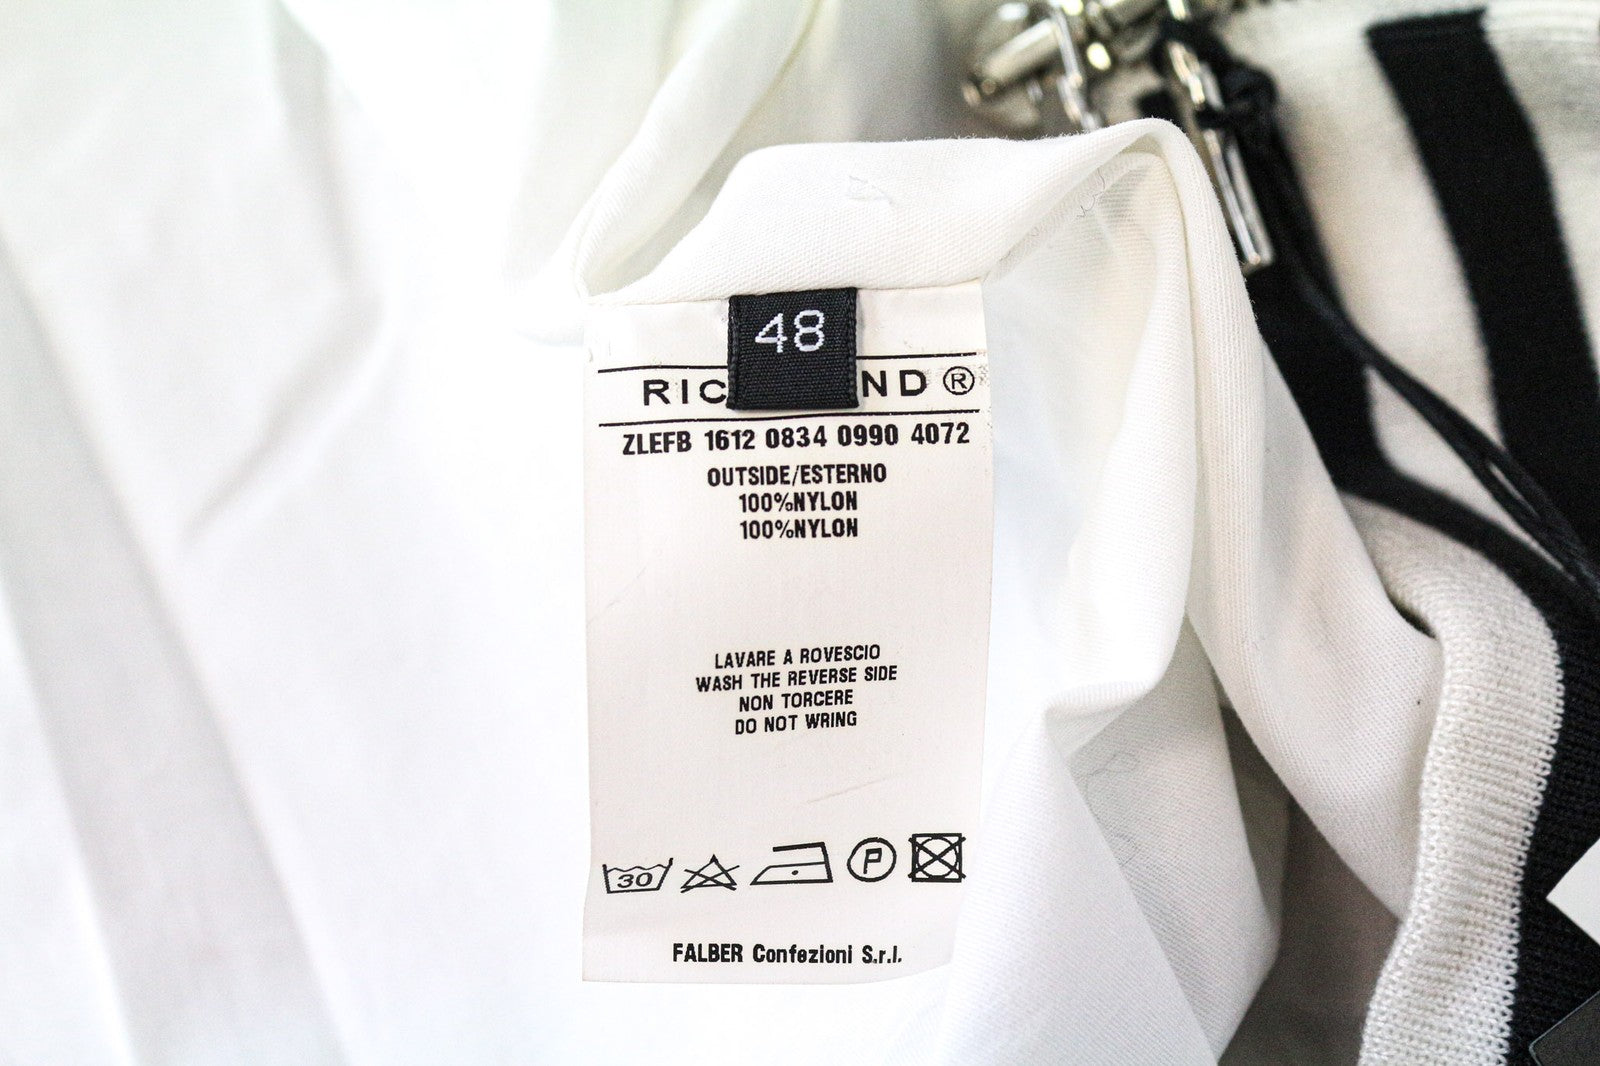 48
RIC ND®
ZLEFB 1612 0834 0990 4072
OUTSIDE/ESTERNO
100%NYLON
100%NYLON
LAVARE A ROVESCIO
WASH THE REVERSE SIDE
NON TORCERE
DO NOT WRING
30 P
FALBER Confezioni S.r.l.